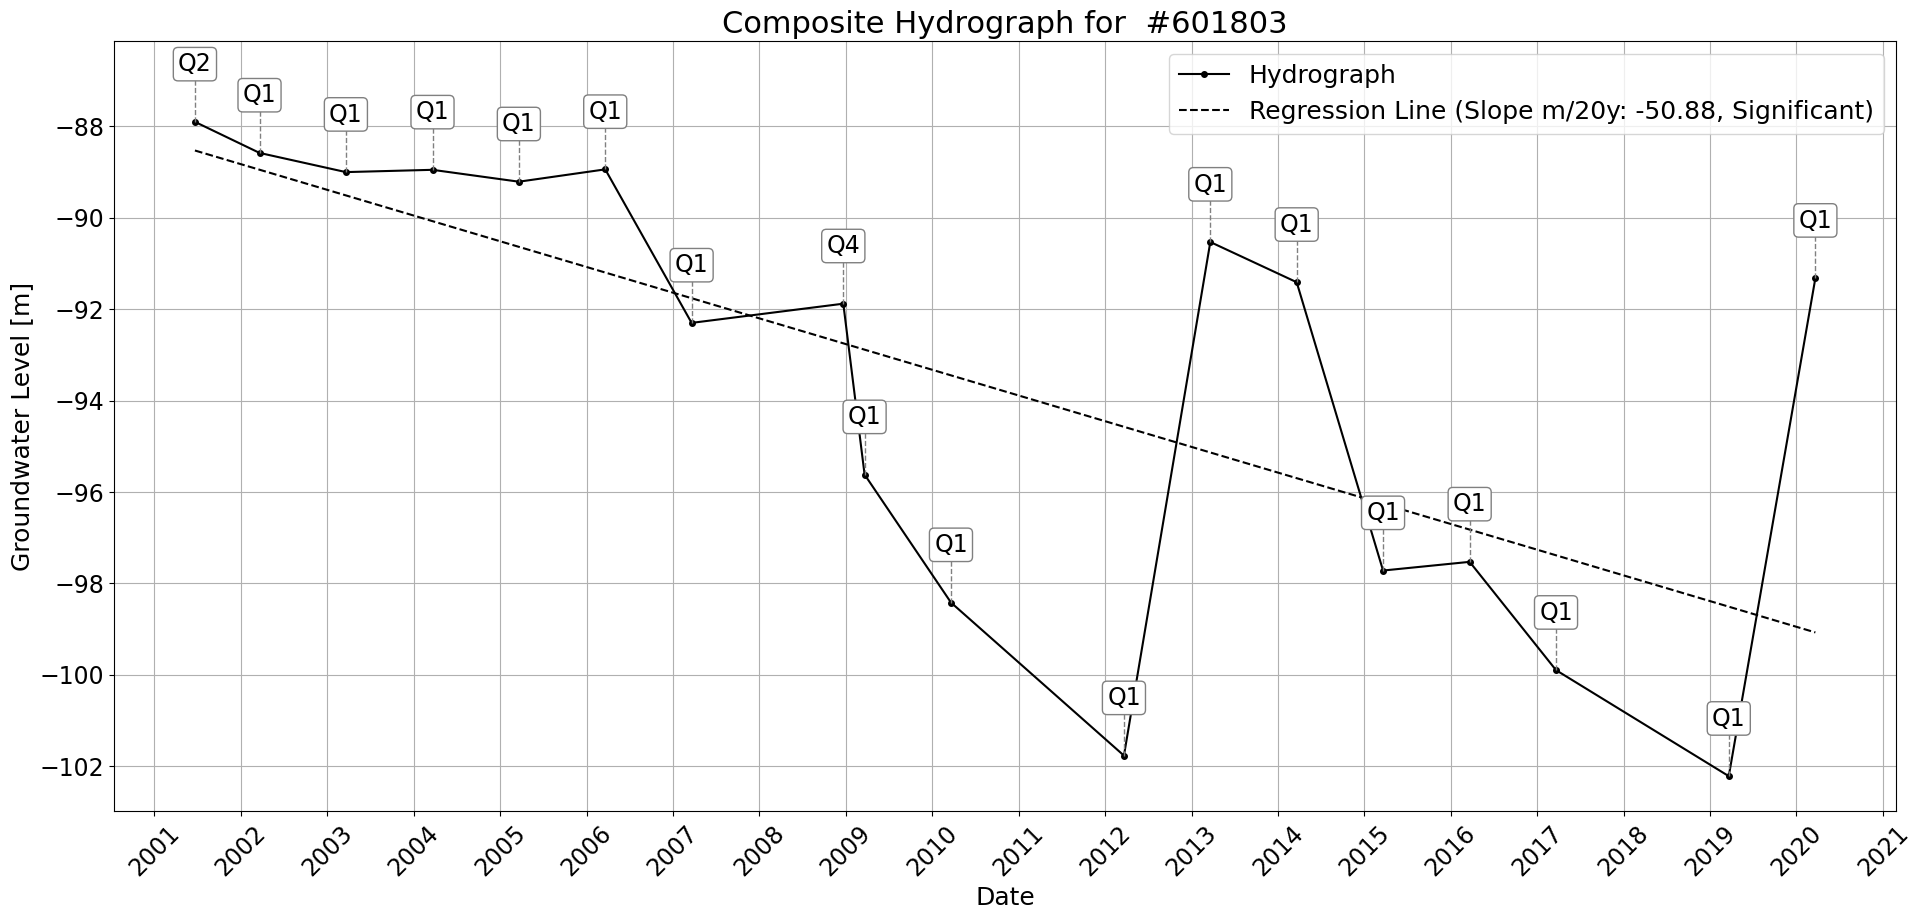 Composite Hydrograph for  #601803
Hydrograph
Regression Line (Slope m/20y: -50.88, Significant)
Q2
Q1
Q1
Q1
Q1
Q1
Q1
Q4
Q1
Q1
Q1
Q1
Q1
Q1
Q1
Q1
Q1
Q1
Groundwater Level [m]
−88
−90
−92
−94
−96
−98
−100
−102
2001
2002
2003
2004
2005
2006
2007
2008
2009
2010
2011
2012
2013
2014
2015
2016
2017
2018
2019
2020
2021
Date